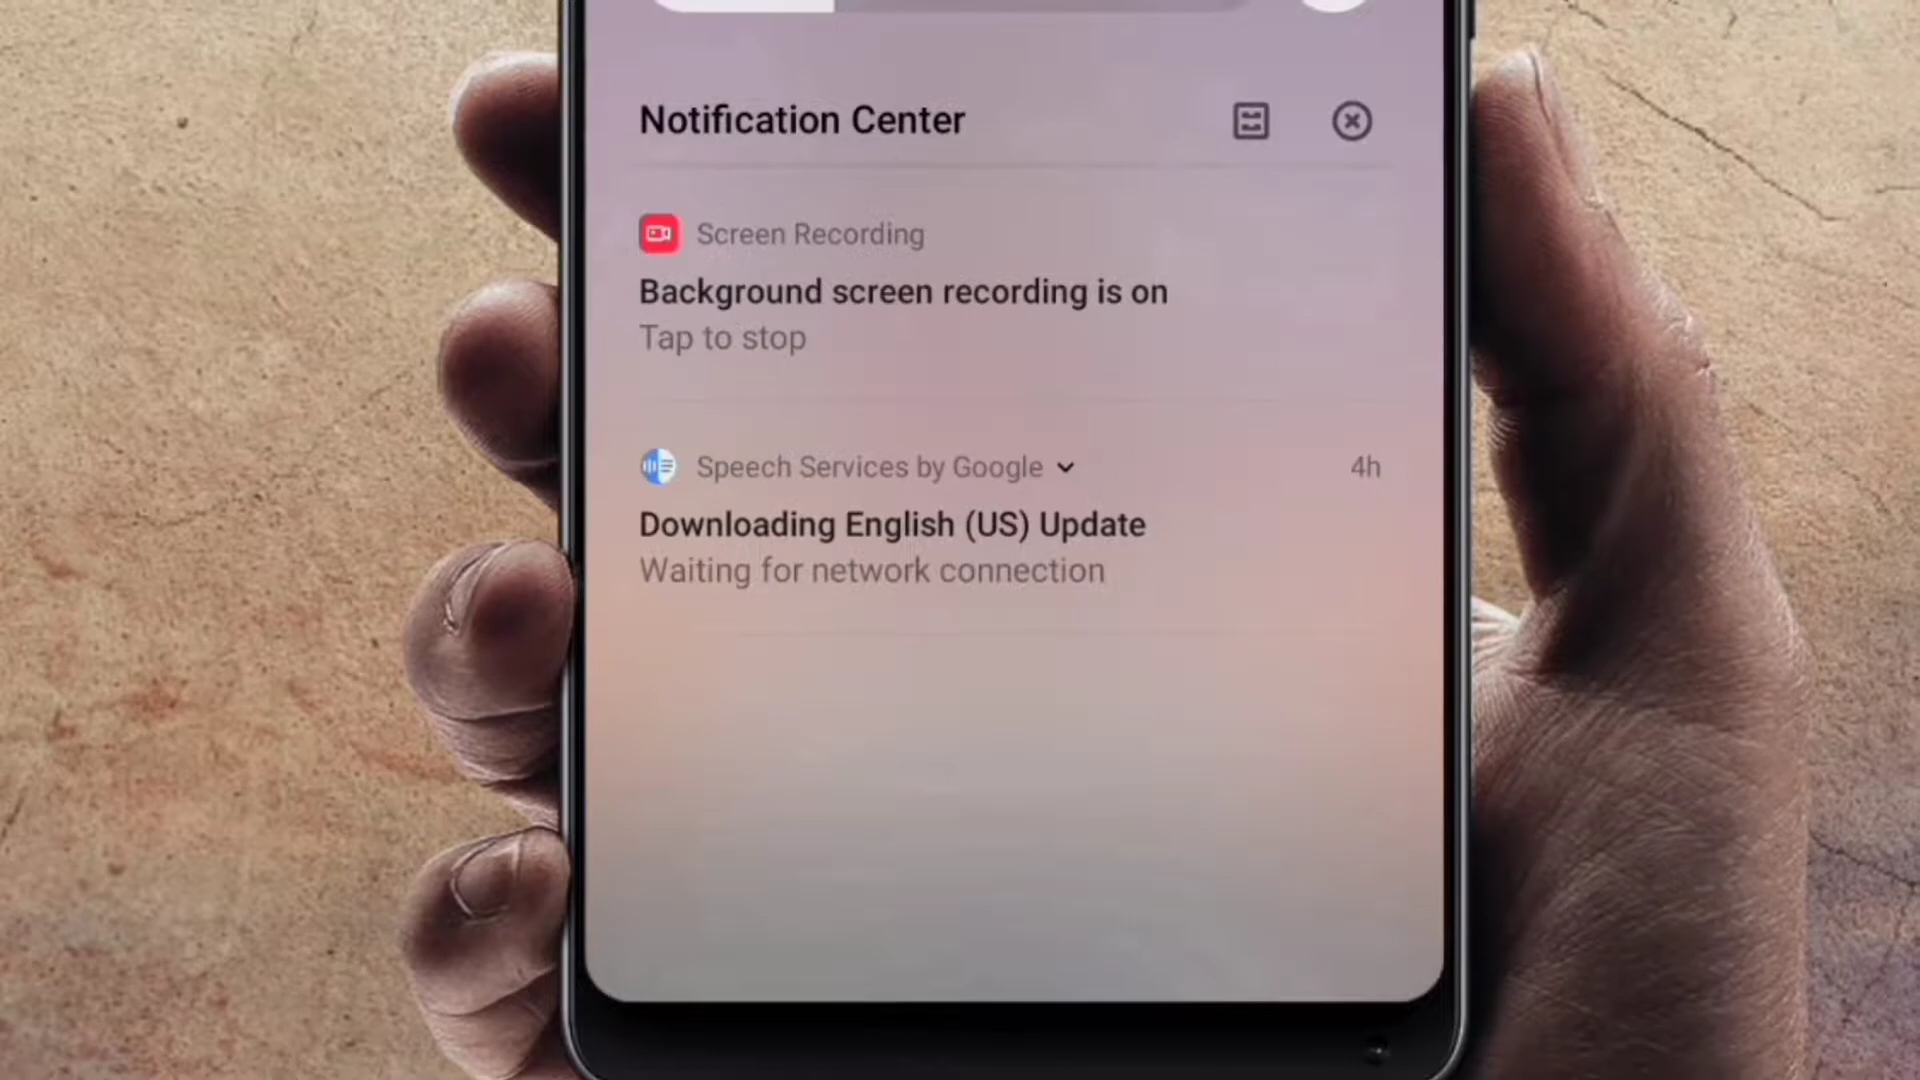 Notification Center
Screen Recording
Background screen recording is on
Tap to stop
Speech Services by Google
4h
Downloading English (US) Update
Waiting for network connection